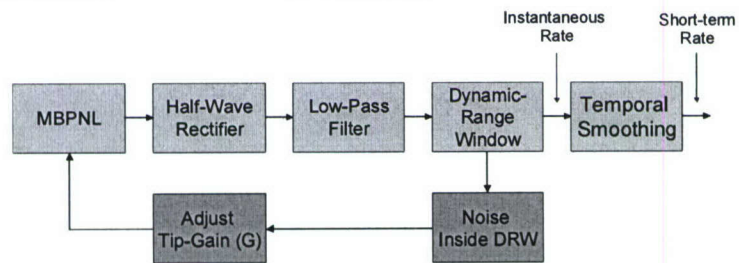 Instantaneous
Rate
Short-term
Rate
MBPNL
Half-Wave
Rectifier
Low-Pass
Filter
Dynamic-
Range
Window
Temporal
Smoothing
Adjust
Tip-Gain (G)
Noise
Inside DRW